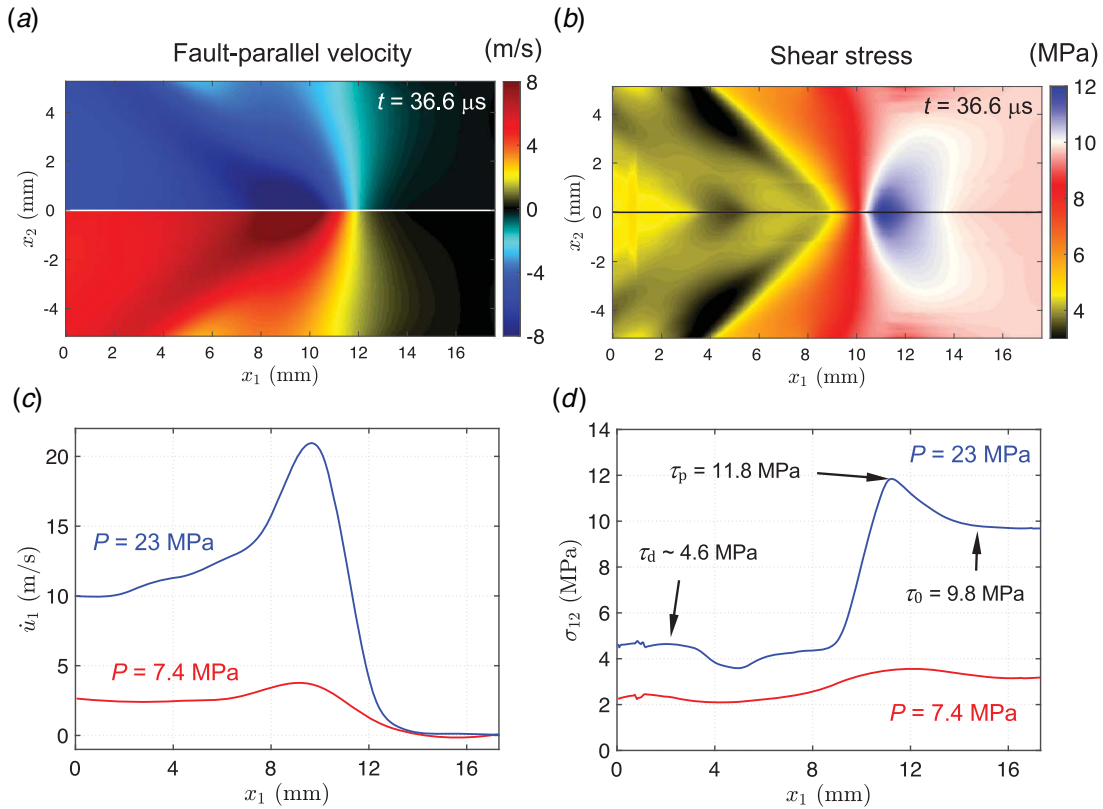 (a)
Fault-parallel velocity
(m/s)
t = 36.6 μs
4
2
0
-2
-4
x2 (mm)
0 2 4 6 8 10 12 14 16
x1 (mm)
8
4
0
-4
-8
(b)
Shear stress
(MPa)
t = 36.6 μs
4
2
0
-2
-4
x2 (mm)
0 2 4 6 8 10 12 14 16
x1 (mm)
12
11
10
9
8
7
6
5
4
3
(c)
20
15
10
5
0
u̇1 (m/s)
P = 23 MPa
P = 7.4 MPa
0 4 8 12 16
x1 (mm)
(d)
14
12
10
8
6
4
2
0
σ12 (MPa)
P = 23 MPa
τp = 11.8 MPa
τd ~ 4.6 MPa
τ0 = 9.8 MPa
P = 7.4 MPa
0 4 8 12 16
x1 (mm)